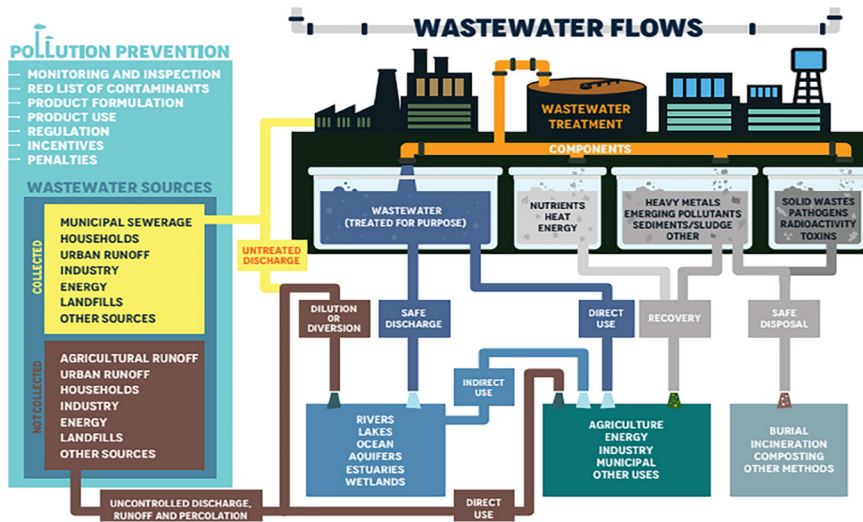 WASTEWATER FLOWS
POLLUTION PREVENTION
MONITORING AND INSPECTION
RED LIST OF CONTAMINANTS
PRODUCT FORMULATION
PRODUCT USE
REGULATION
INCENTIVES
PENALTIES
WASTEWATER SOURCES
COLLECTED
MUNICIPAL SEWERAGE
HOUSEHOLDS
URBAN RUNOFF
INDUSTRY
ENERGY
LANDFILLS
OTHER SOURCES
NOT COLLECTED
AGRICULTURAL RUNOFF
URBAN RUNOFF
HOUSEHOLDS
INDUSTRY
ENERGY
LANDFILLS
OTHER SOURCES
WASTEWATER
TREATMENT
COMPONENTS
WASTEWATER
(TREATED FOR PURPOSE)
NUTRIENTS
HEAT
ENERGY
HEAVY METALS
EMERGING POLLUTANTS
SEDIMENTS/SLUDGE
OTHER
SOLID WASTES
PATHOGENS
RADIOACTIVITY
TOXINS
UNTREATED
DISCHARGE
DILUTION
OR
DIVERSION
SAFE
DISCHARGE
DIRECT
USE
RECOVERY
SAFE
DISPOSAL
INDIRECT
USE
RIVERS
LAKES
OCEAN
AQUIFERS
ESTUARIES
WETLANDS
AGRICULTURE
ENERGY
INDUSTRY
MUNICIPAL
OTHER USES
BURIAL
INCINERATION
COMPOSTING
OTHER METHODS
UNCONTROLLED DISCHARGE,
RUNOFF AND PERCOLATION
DIRECT
USE